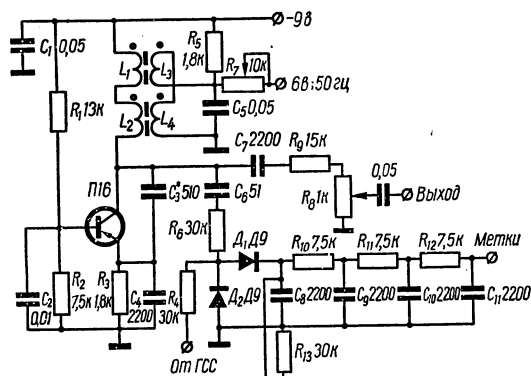 -9в
C₁ 0,05
L₁
L₃
R₅ 1,8к
R₇ 10к
6в; 50гц
R₁ 13к
L₂
L₄
C₅ 0,05
C₇ 2200
R₉ 15к
П16
C₃* 510
C₆ 51
R₈ 1к
0,05
Выход
R₆ 30к
Д₁ Д9
R₁₀ 7,5к
R₁₁ 7,5к
R₁₂ 7,5к
Метки
C₂ 0,01
R₂ 7,5к
R₃ 1,8к
C₄ 2200
R₄ 30к
Д₂ Д9
C₈ 2200
C₉ 2200
C₁₀ 2200
C₁₁ 2200
От ГСС
R₁₃ 30к